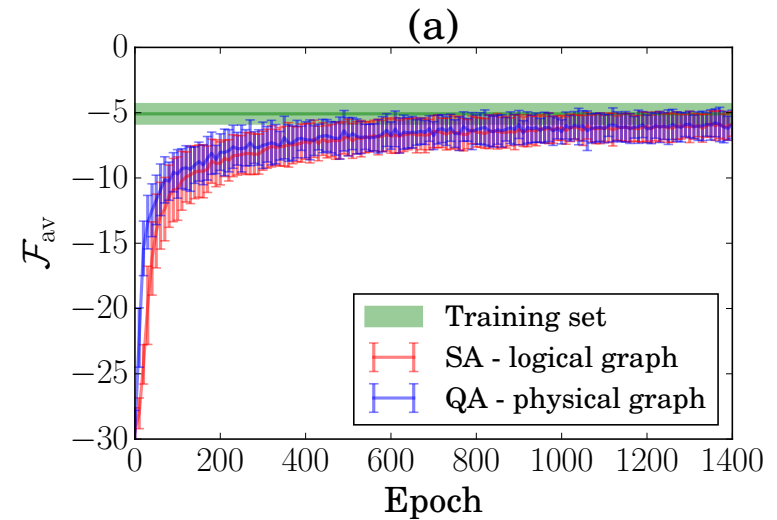 (a)
0
−5
−10
−15
−20
−25
−30
0 200 400 600 800 1000 1200 1400
Epoch
ℱav
Training set
SA - logical graph
QA - physical graph